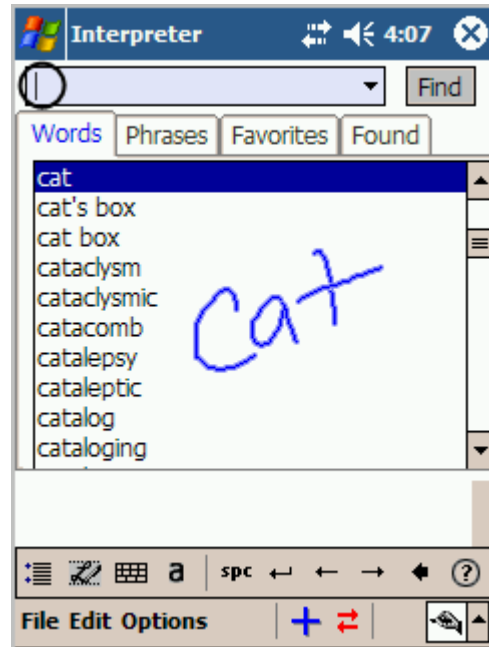 Interpreter 4:07
Find
Words Phrases Favorites Found
cat
cat's box
cat box
cataclysm
cataclysmic
catacomb
catalepsy
cataleptic
catalog
cataloging
cat
a spc ?
File Edit Options